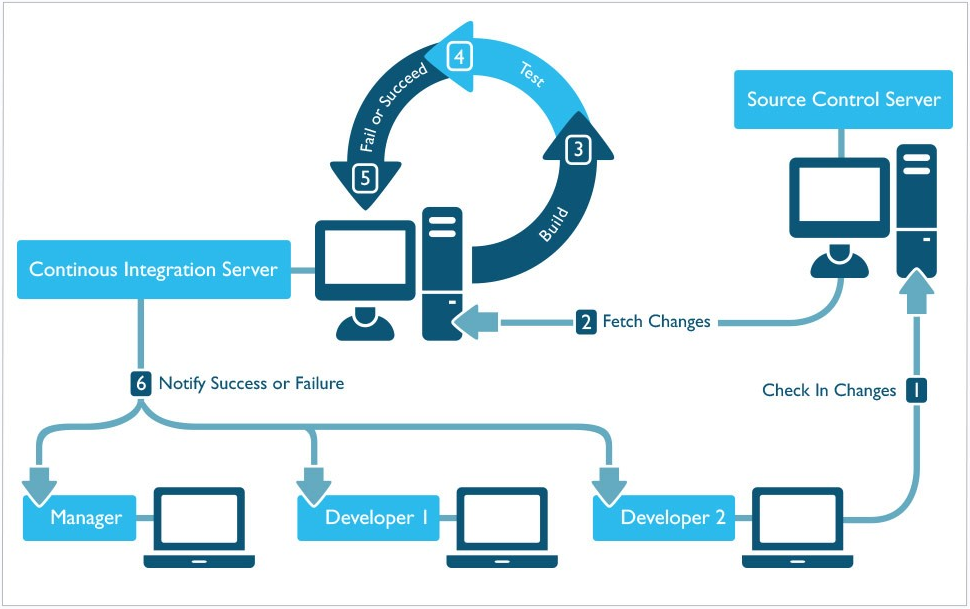 4
Test
Fail or Succeed
Source Control Server
3
5
Build
Continous Integration Server
2 Fetch Changes
6 Notify Success or Failure
Check In Changes 1
Manager
Developer 1
Developer 2